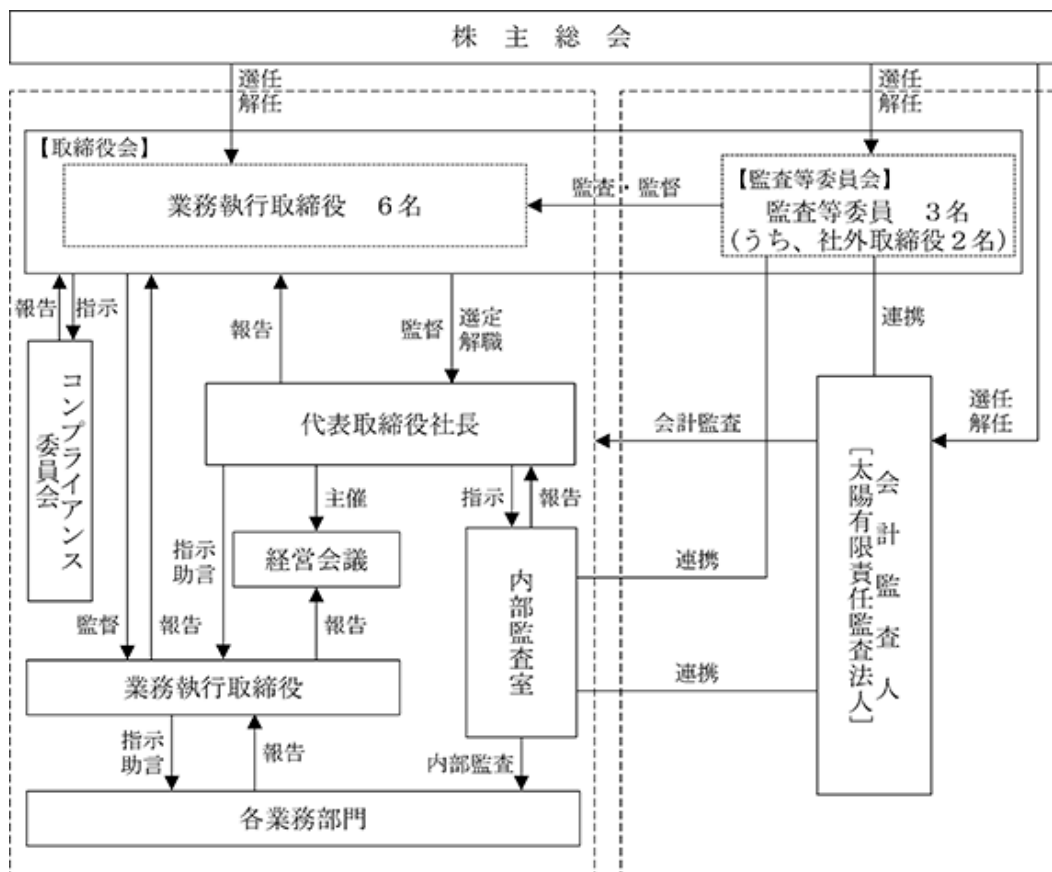 株主総会
選任
解任
選任
解任
【取締役会】
業務執行取締役　６名
監査・監督
【監査等委員会】
監査等委員　３名
(うち、社外取締役２名)
報告
指示
報告
監督
選定
解職
連携
コンプライアンス
委員会
代表取締役社長
会計監査
選任
解任
指示
助言
主催
指示
報告
経営会議
内部監査室
連携
会計監査人
[太陽有限責任監査法人]
監督
報告
報告
業務執行取締役
連携
指示
助言
報告
内部監査
各業務部門